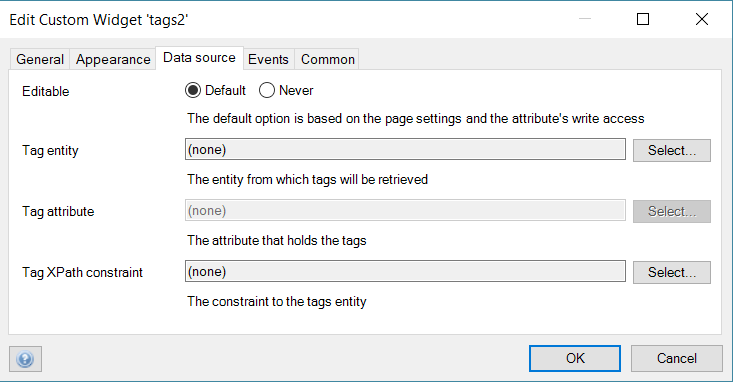 Edit Custom Widget 'tags2'
General Appearance Data source Events Common
Editable Default Never
The default option is based on the page settings and the attribute's write access
Tag entity (none) Select...
The entity from which tags will be retrieved
Tag attribute (none) Select...
The attribute that holds the tags
Tag XPath constraint (none) Select...
The constraint to the tags entity
? OK Cancel